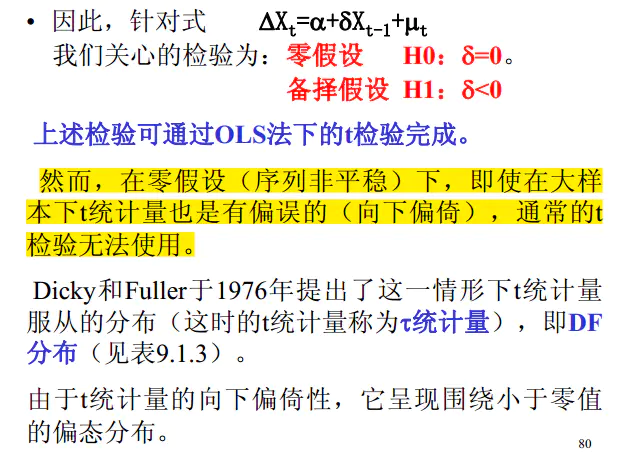 • 因此，针对式 ΔXt=α+δXt-1+μt
我们关心的检验为：零假设 H0：δ=0。
备择假设 H1：δ<0
上述检验可通过OLS法下的t检验完成。
然而，在零假设（序列非平稳）下，即使在大样
本下t统计量也是有偏误的（向下偏倚），通常的t
检验无法使用。
Dicky和Fuller于1976年提出了这一情形下t统计量
服从的分布（这时的t统计量称为τ统计量），即DF
分布（见表9.1.3）。
由于t统计量的向下偏倚性，它呈现围绕小于零值
的偏态分布。
80